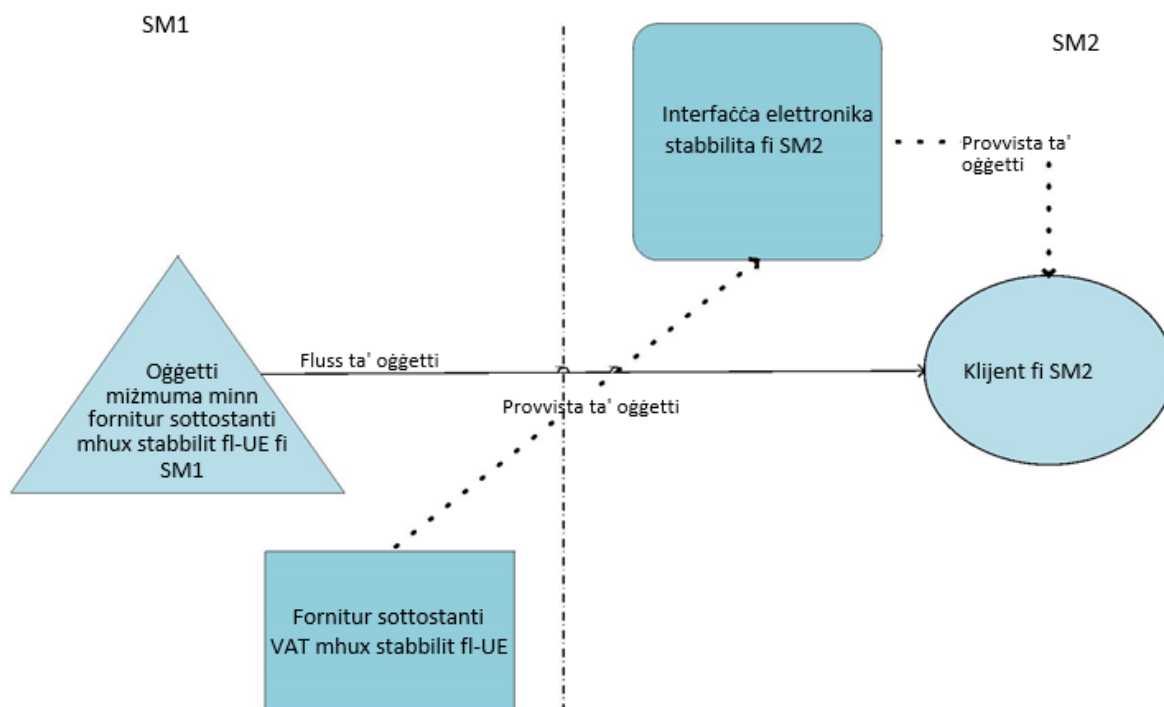 SM1
SM2
Interfaċċa elettronika
stabbilita fi SM2
Provvista ta' 
oġġetti
Fluss ta' oġġetti
Oġġetti
miżmuma minn
fornitur sottostanti
mhux stabbilit fl-UE fi
SM1
Klijent fi SM2
Provvista ta' oġġetti
Fornitur sottostanti
VAT mhux stabbilit fl-UE